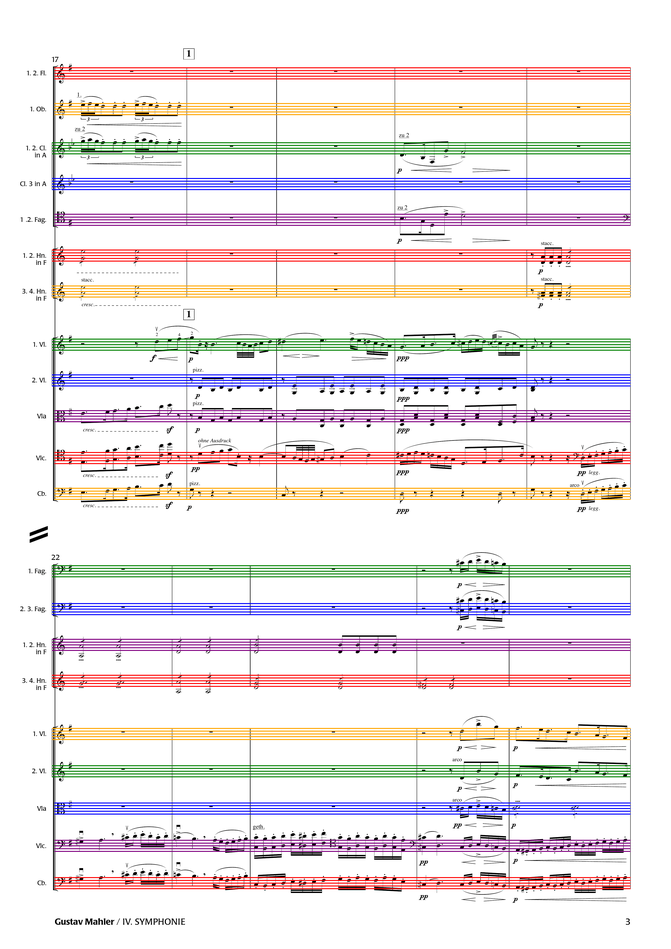 1
17
1. 2. Fl.
1.
1. Ob.
zu 2
zu 2
1. 2. Cl.
in A
p
Cl. 3 in A
zu 2
1 .2. Fag.
p
stacc.
1. 2. Hn.
in F
p
stacc.
stacc.
3. 4. Hn.
in F
cresc.
p
1
1. Vl.
f p ppp
pizz.
2. Vl.
p ppp
pizz.
Vla
cresc. sf p ppp
ohne Ausdruck
Vlc.
cresc. sf pp ppp pp legg.
pizz. arco
Cb.
cresc. sf p ppp pp legg.
22
1. Fag.
p
2. 3. Fag.
p
1. 2. Hn.
in F
3. 4. Hn.
in F
1. Vl.
p p
arco
2. Vl.
p p
arco
Vla
pp p
geth.
Vlc.
pp p
Cb.
pp p
Gustav Mahler / IV. SYMPHONIE 3